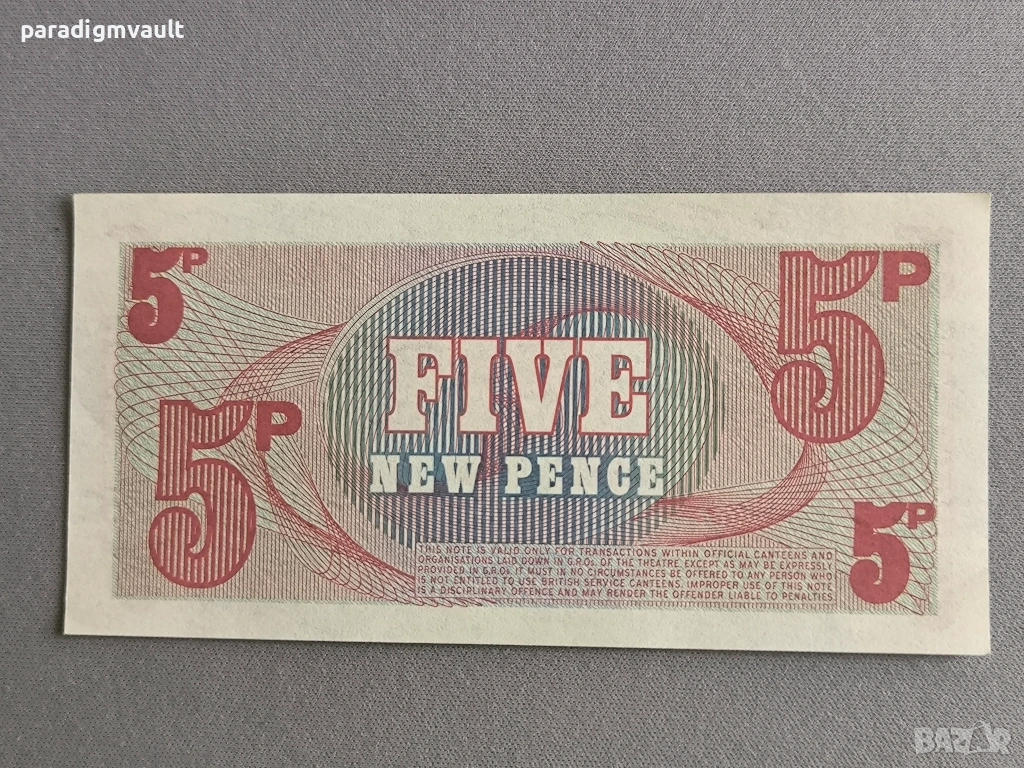 paradigmvault
5P
5P
FIVE
NEW PENCE
5P
5P
THIS NOTE IS VALID ONLY FOR TRANSACTIONS WITHIN OFFICIAL CANTEENS AND
ORGANISATIONS LAID DOWN IN G.R.Os. OF THE THEATRE, EXCEPT AS MAY BE EXPRESSLY
PROVIDED IN G.R.Os. IT MUST IN NO CIRCUMSTANCES BE OFFERED TO ANY PERSON WHO
IS NOT ENTITLED TO USE BRITISH SERVICE CANTEENS. IMPROPER USE OF THIS NOTE
IS A DISCIPLINARY OFFENCE AND MAY RENDER THE OFFENDER LIABLE TO PENALTIES.
BAZAR